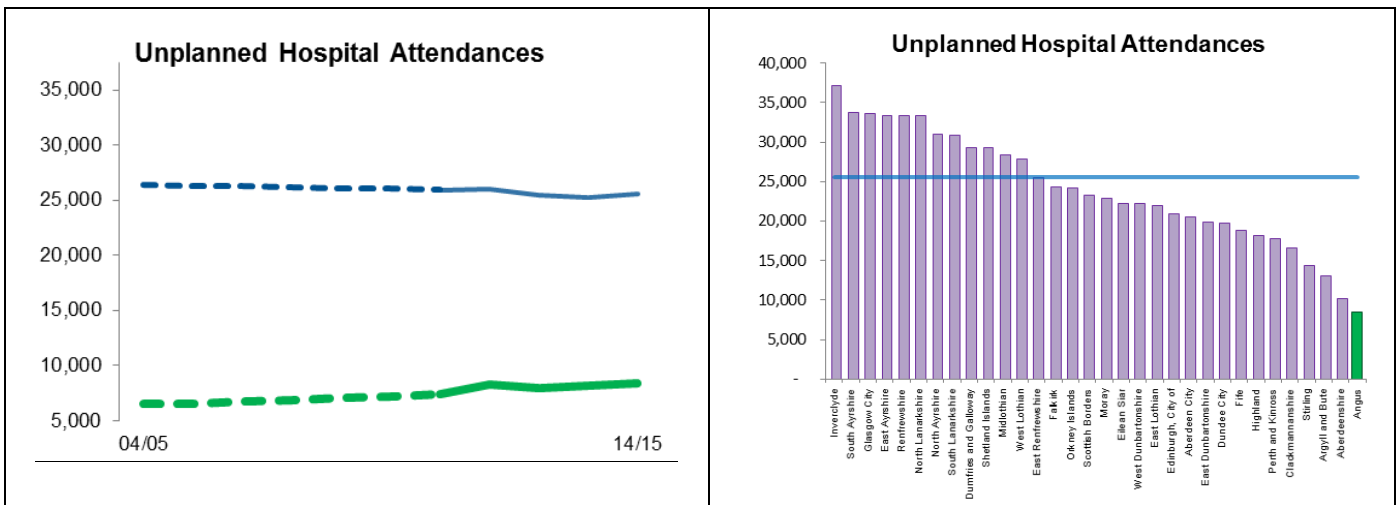 Unplanned Hospital Attendances
35,000
30,000
25,000
20,000
15,000
10,000
5,000
04/05
14/15
Unplanned Hospital Attendances
40,000
35,000
30,000
25,000
20,000
15,000
10,000
5,000
-
Inverclyde
South Ayrshire
Glasgow City
East Ayrshire
Renfrewshire
North Lanarkshire
North Ayrshire
South Lanarkshire
Dumfries and Galloway
Shetland Islands
Midlothian
West Lothian
East Renfrewshire
Falkirk
Orkney Islands
Scottish Borders
Moray
Eilean Siar
West Dunbartonshire
East Lothian
Edinburgh, City of
Aberdeen City
East Dunbartonshire
Dundee City
Fife
Highland
Perth and Kinross
Clackmannanshire
Stirling
Argyll and Bute
Aberdeenshire
Angus